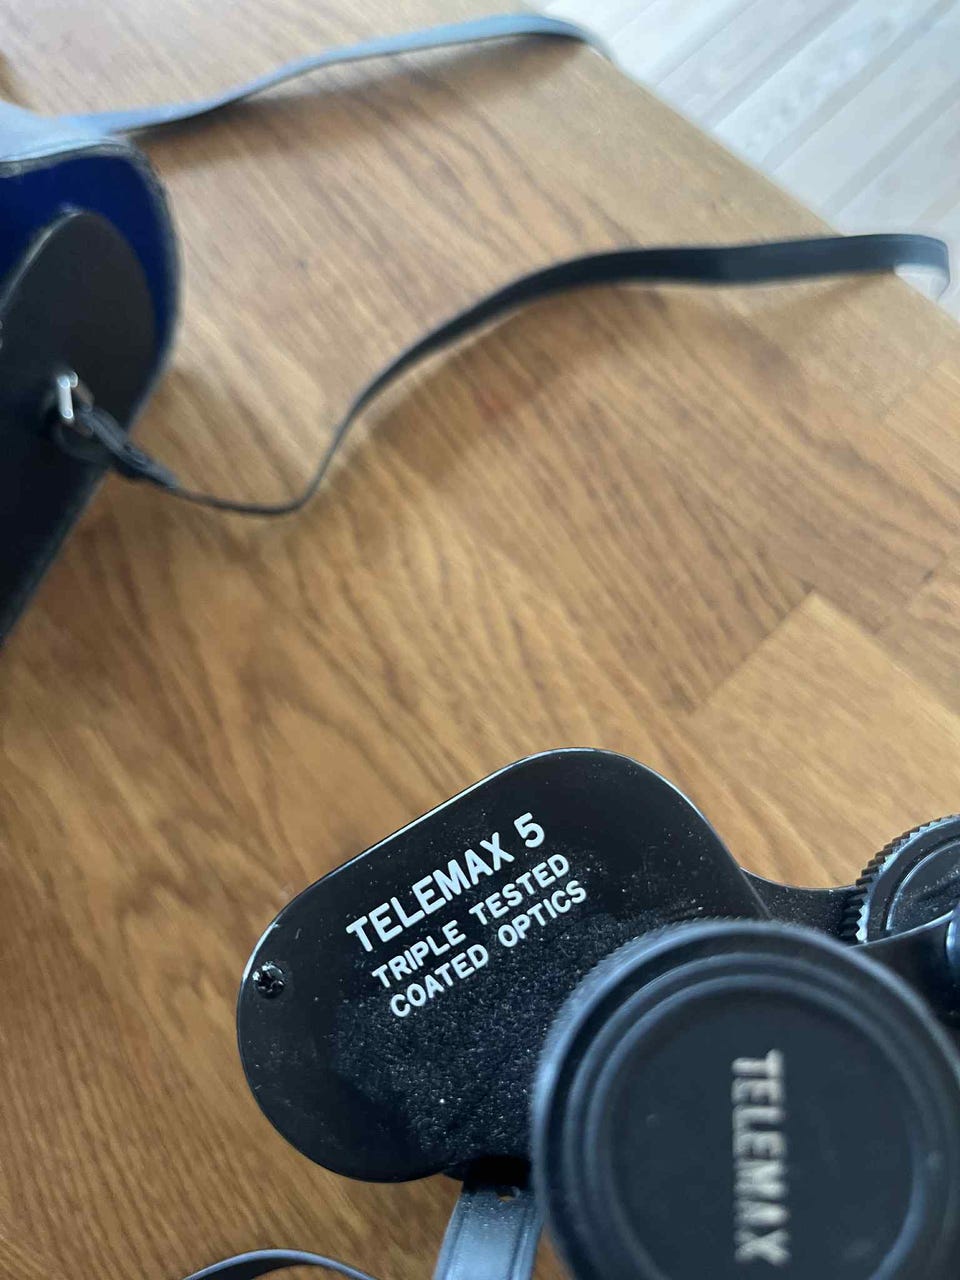 TELEMAX 5
TRIPLE TESTED
COATED OPTICS
TELEMAX